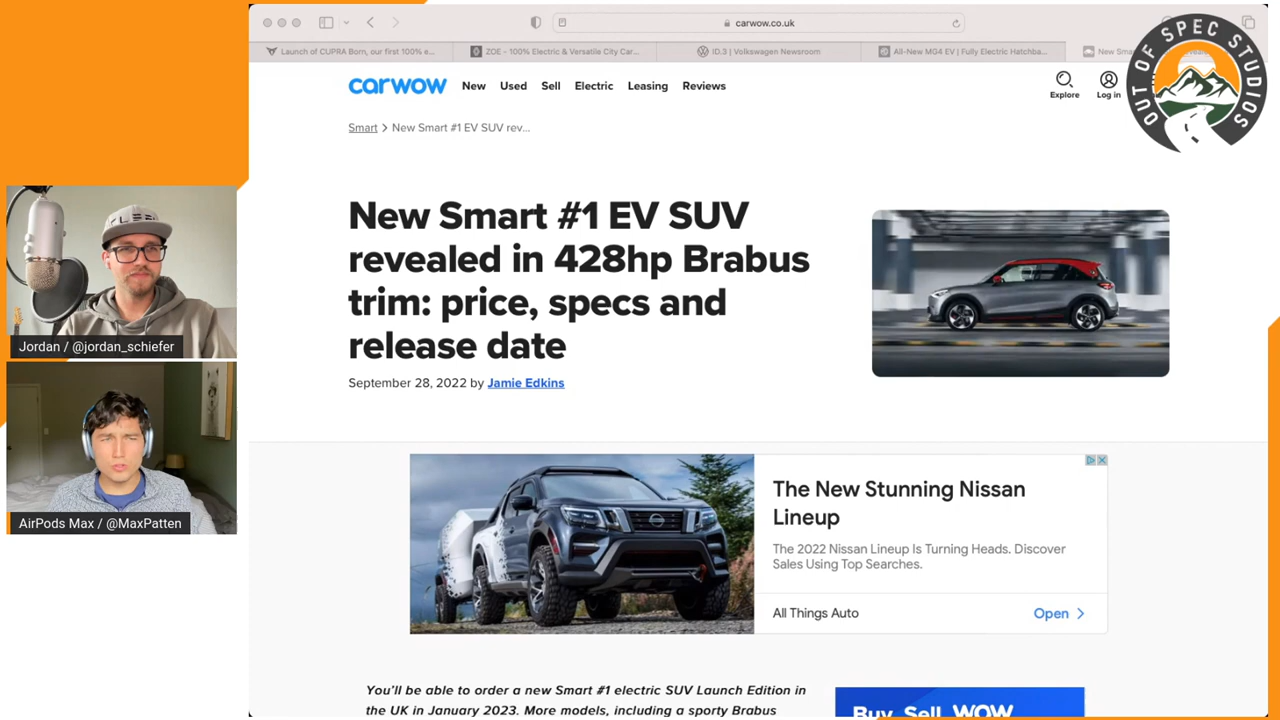 carwow.co.uk
Launch of CUPRA Born, our first 100% e...
ZOE - 100% Electric & Versatile City Car...
ID.3 | Volkswagen Newsroom
All-New MG4 EV | Fully Electric Hatchba...
New Sma
OUT OF SPEC STUDIOS
carwow
New Used Sell Electric Leasing Reviews
Explore
Log in
Smart > New Smart #1 EV SUV rev...
New Smart #1 EV SUV
revealed in 428hp Brabus
trim: price, specs and
release date
September 28, 2022 by Jamie Edkins
Jordan / @jordan_schiefer
AirPods Max / @MaxPatten
The New Stunning Nissan
Lineup
The 2022 Nissan Lineup Is Turning Heads. Discover
Sales Using Top Searches.
All Things Auto
Open
You'll be able to order a new Smart #1 electric SUV Launch Edition in
the UK in January 2023. More models, including a sporty Brabus
Buy. Sell. WOW